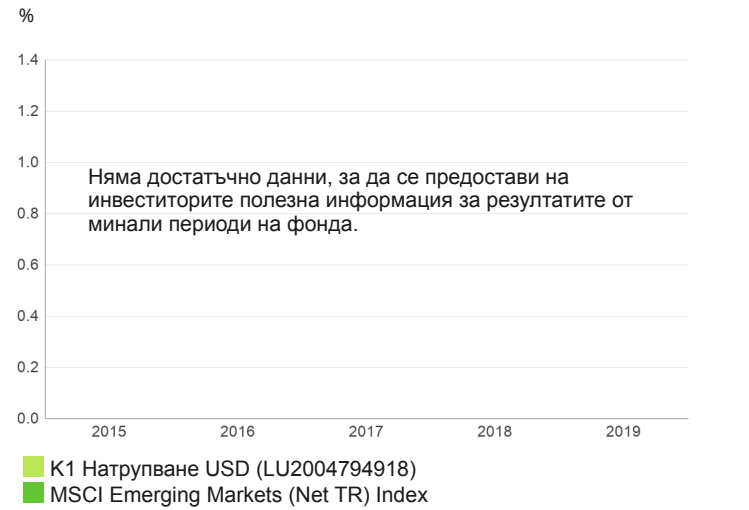 %
1.4
1.2
1.0
Няма достатъчно данни, за да се предостави на
инвеститорите полезна информация за резултатите от
минали периоди на фонда.
0.8
0.6
0.4
0.2
0.0
2015 2016 2017 2018 2019
K1 Натрупване USD (LU2004794918)
MSCI Emerging Markets (Net TR) Index